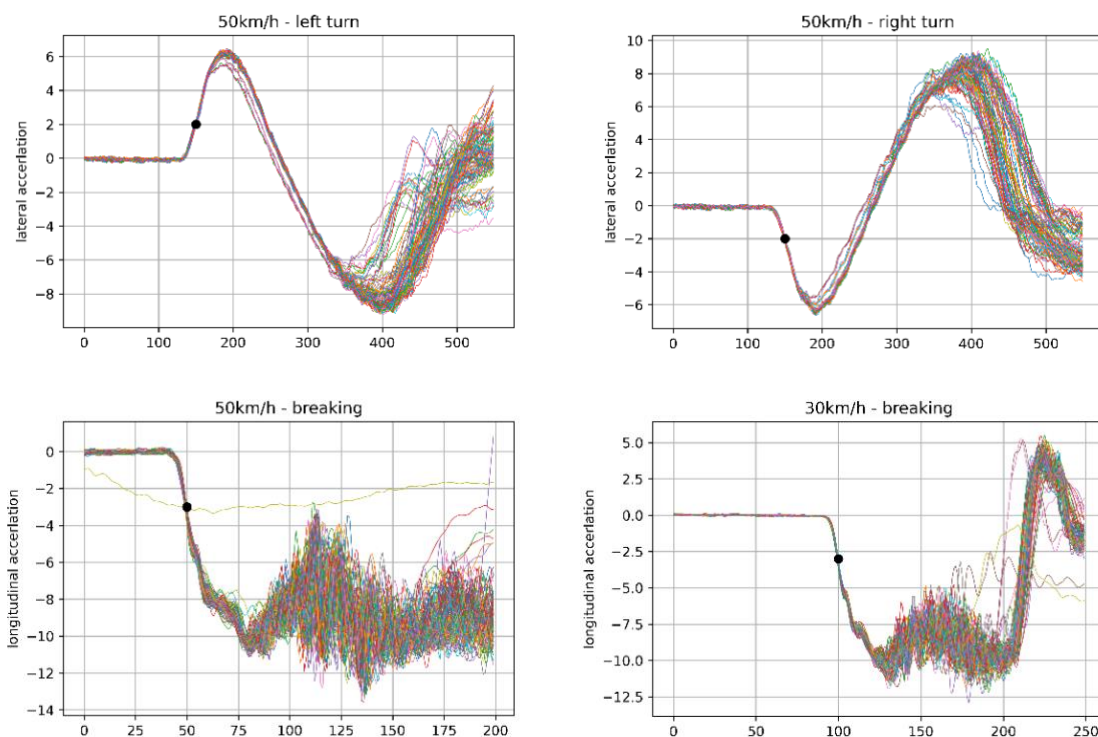 50km/h - left turn
lateral accerlation
6
4
2
0
−2
−4
−6
−8
0 100 200 300 400 500
50km/h - right turn
lateral accerlation
10
8
6
4
2
0
−2
−4
−6
0 100 200 300 400 500
50km/h - breaking
longitudinal accerlation
0
−2
−4
−6
−8
−10
−12
−14
0 25 50 75 100 125 150 175 200
30km/h - breaking
longitudinal accerlation
5.0
2.5
0.0
−2.5
−5.0
−7.5
−10.0
−12.5
0 50 100 150 200 250